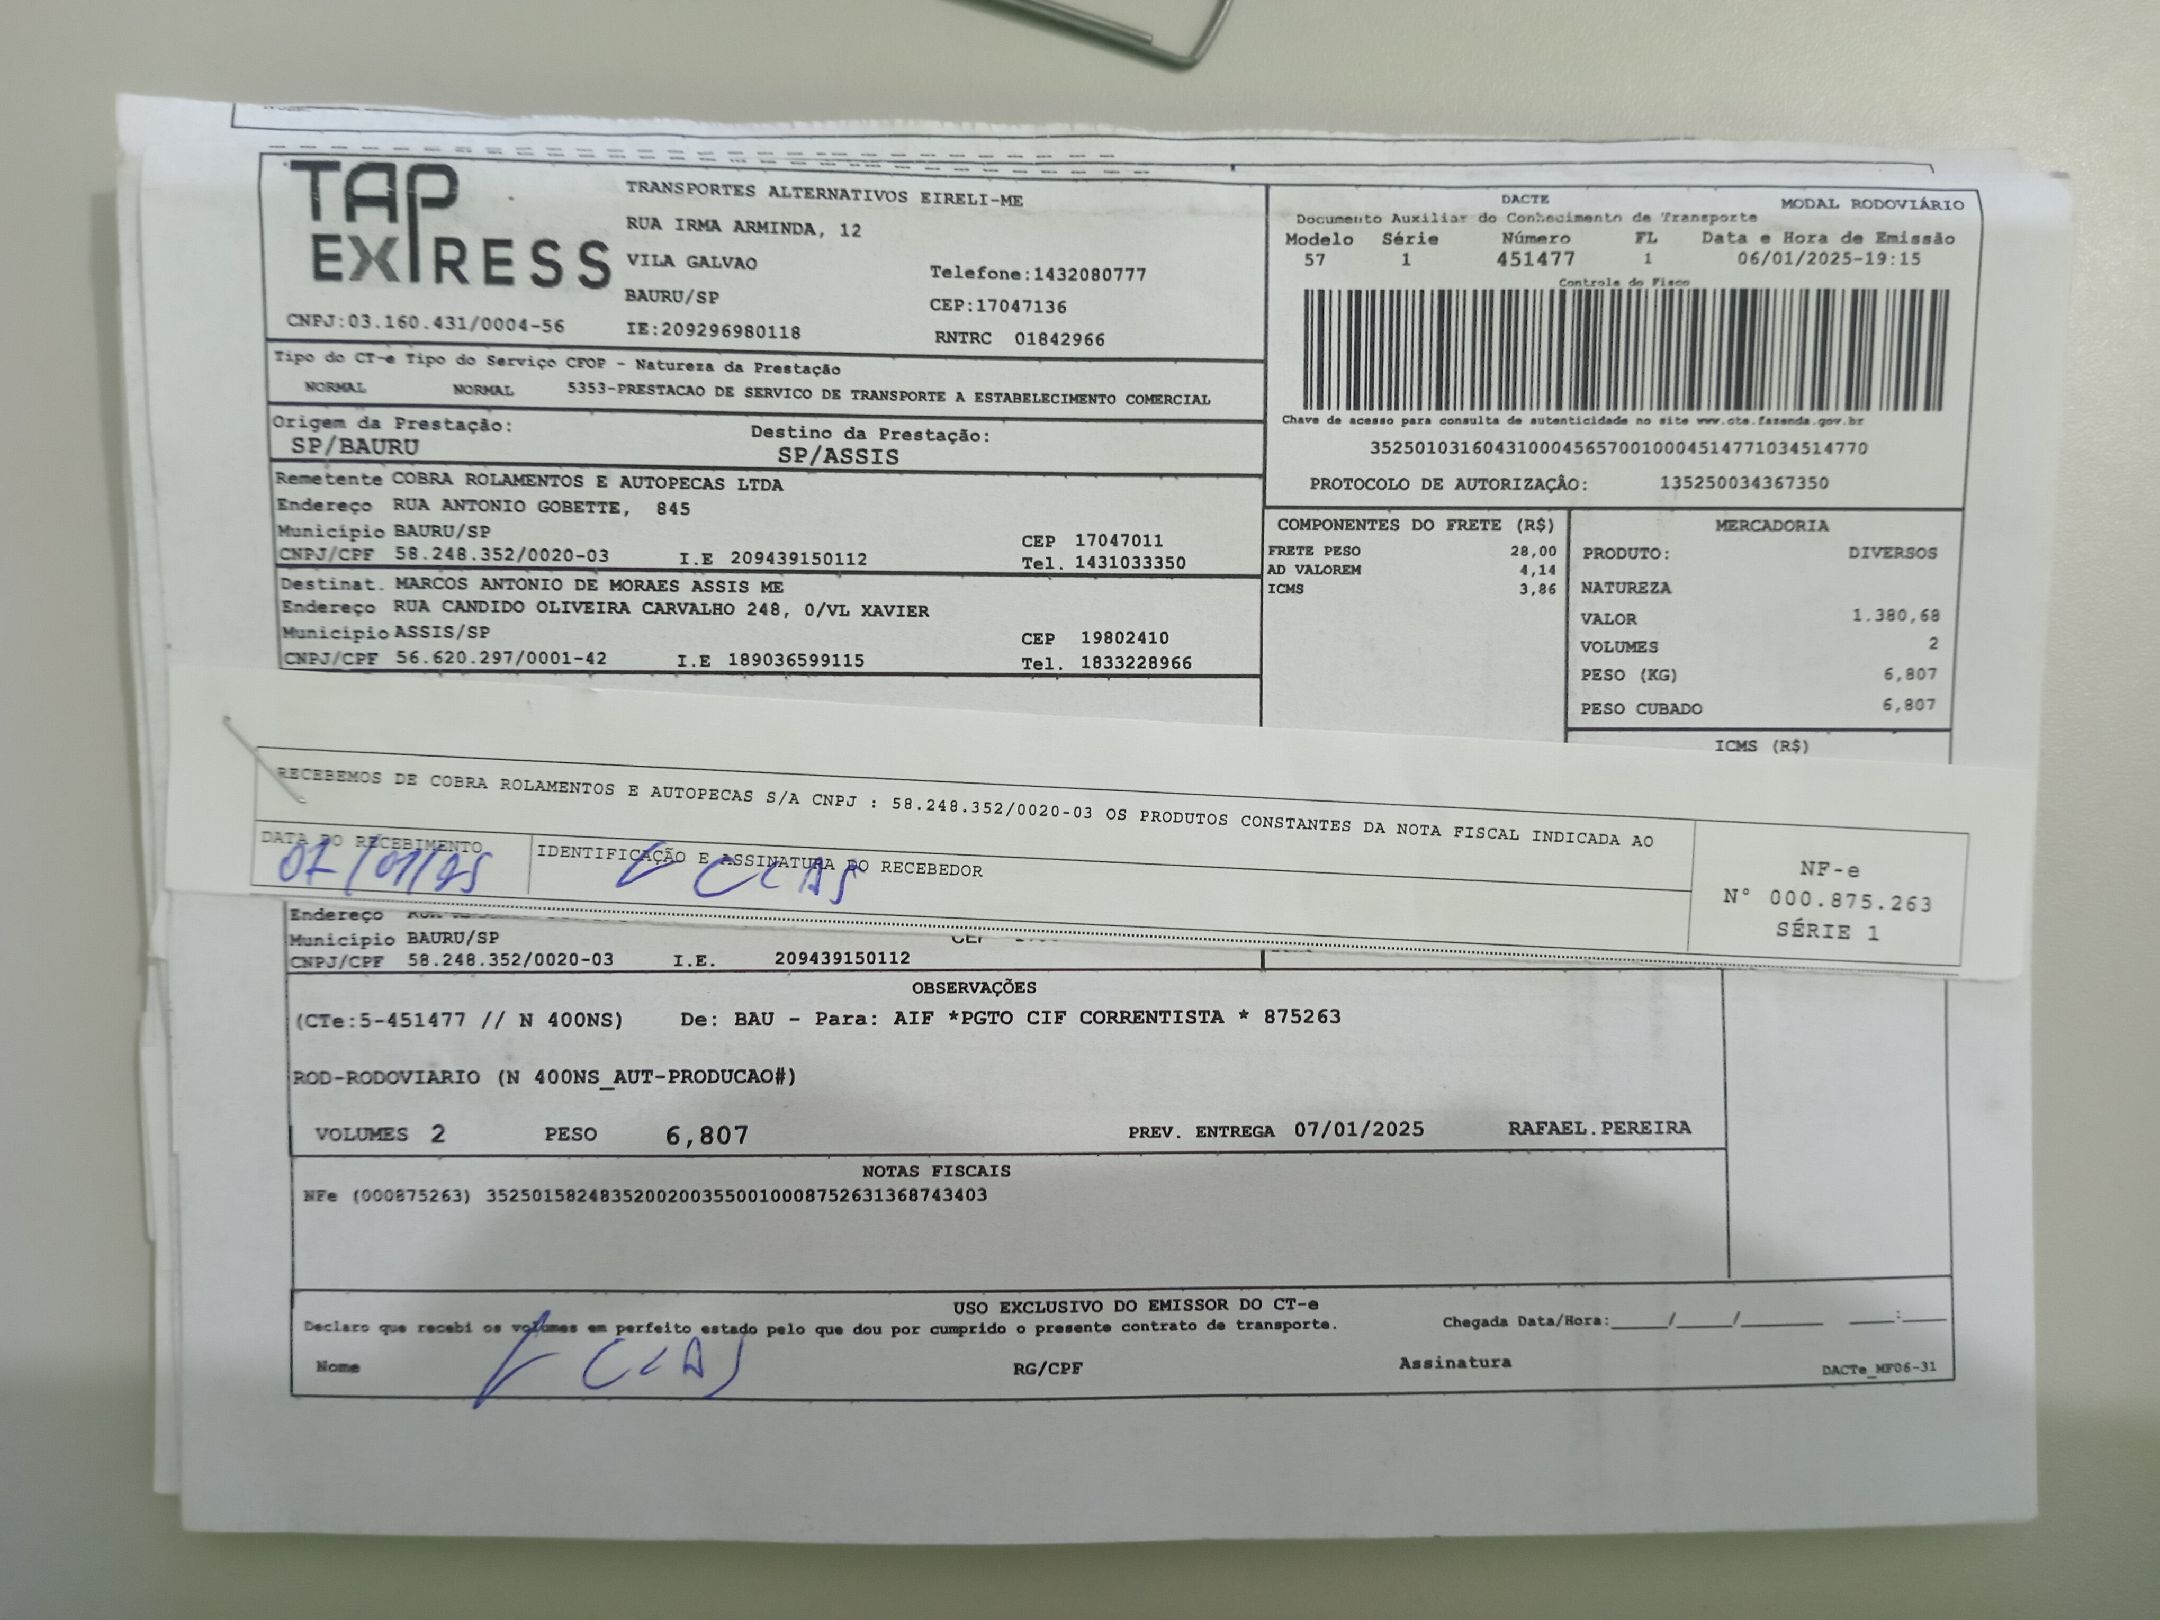 TAP EXPRESS
CNPJ:03.160.431/0004-56
TRANSPORTES ALTERNATIVOS EIRELI-ME
RUA IRMA ARMINDA, 12
VILA GALVAO
BAURU/SP
IE:209296980118
Telefone:1432080777
CEP:17047136
RNTRC 01842966
DACTE MODAL RODOVIÁRIO
Documento Auxiliar do Conhecimento de Transporte
Modelo Série Número FL Data e Hora de Emissão
57 1 451477 1 06/01/2025-19:15
Controle do Fisco
Chave de acesso para consulta de autenticidade no site www.cte.fazenda.gov.br
35250103160431000456570010004514771034514770
PROTOCOLO DE AUTORIZAÇÃO: 135250034367350
Tipo do CT-e Tipo do Serviço CFOP - Natureza da Prestação
NORMAL NORMAL 5353-PRESTACAO DE SERVICO DE TRANSPORTE A ESTABELECIMENTO COMERCIAL
Origem da Prestação: Destino da Prestação:
SP/BAURU SP/ASSIS
Remetente COBRA ROLAMENTOS E AUTOPECAS LTDA
Endereço RUA ANTONIO GOBETTE, 845
Município BAURU/SP CEP 17047011
CNPJ/CPF 58.248.352/0020-03 I.E 209439150112 Tel. 1431033350
Destinat. MARCOS ANTONIO DE MORAES ASSIS ME
Endereço RUA CANDIDO OLIVEIRA CARVALHO 248, 0/VL XAVIER
Município ASSIS/SP CEP 19802410
CNPJ/CPF 56.620.297/0001-42 I.E 189036599115 Tel. 1833228966
COMPONENTES DO FRETE (R$)
FRETE PESO 28,00
AD VALOREM 4,14
ICMS 3,86
MERCADORIA
PRODUTO: DIVERSOS
NATUREZA
VALOR 1.380,68
VOLUMES 2
PESO (KG) 6,807
PESO CUBADO 6,807
ICMS (R$)
RECEBEMOS DE COBRA ROLAMENTOS E AUTOPECAS S/A CNPJ : 58.248.352/0020-03 OS PRODUTOS CONSTANTES DA NOTA FISCAL INDICADA AO
DATA DO RECEBIMENTO IDENTIFICAÇÃO E ASSINATURA DO RECEBEDOR
07/01/25
NF-e
N° 000.875.263
SÉRIE 1
Endereço
Município BAURU/SP
CNPJ/CPF 58.248.352/0020-03 I.E. 209439150112
OBSERVAÇÕES
(CTe:5-451477 // N 400NS) De: BAU - Para: AIF *PGTO CIF CORRENTISTA * 875263
ROD-RODOVIARIO (N 400NS_AUT-PRODUCAO#)
VOLUMES 2 PESO 6,807 PREV. ENTREGA 07/01/2025 RAFAEL.PEREIRA
NOTAS FISCAIS
NFe (000875263) 35250158248352002003550010008752631368743403
USO EXCLUSIVO DO EMISSOR DO CT-e
Declaro que recebi os volumes em perfeito estado pelo que dou por cumprido o presente contrato de transporte. Chegada Data/Hora:_____/_____/_______ ____:____
Nome RG/CPF Assinatura DACTe_MF06-31